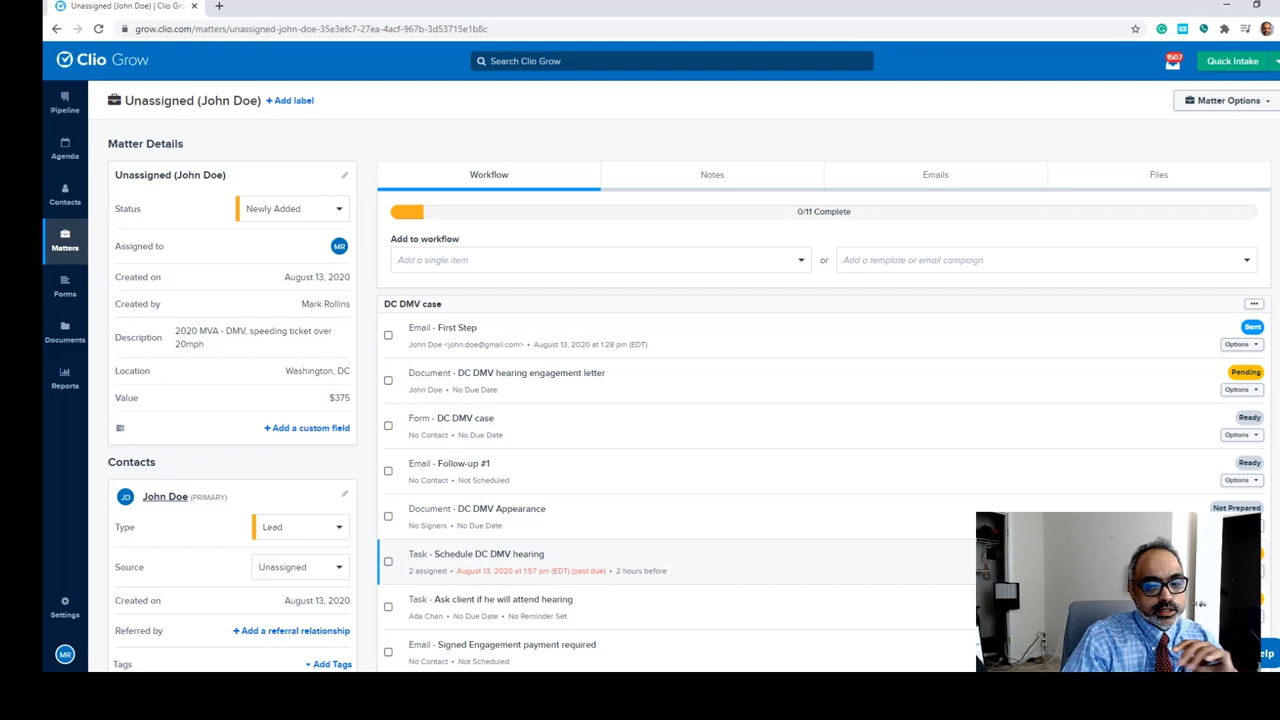 Unassigned (John Doe) | Clio Gro
grow.clio.com/matters/unassigned-john-doe-35e3efc7-27ea-4acf-967b-3d53715e1b8c
Clio Grow
Search Clio Grow
1507
Quick Intake
Pipeline
Agenda
Contacts
Matters
Forms
Documents
Reports
Settings
MR
Unassigned (John Doe) + Add label
Matter Options
Matter Details
Unassigned (John Doe)
Status Newly Added
Assigned to MR
Created on August 13, 2020
Created by Mark Rollins
Description 2020 MVA - DMV, speeding ticket over
20mph
Location Washington, DC
Value $375
+ Add a custom field
Contacts
JD John Doe (PRIMARY)
Type Lead
Source Unassigned
Created on August 13, 2020
Referred by + Add a referral relationship
Tags Add Tags
Workflow Notes Emails Files
0/11 Complete
Add to workflow
Add a single item or Add a template or email campaign
DC DMV case
Email - First Step Sent
John Doe <john.doe@gmail.com> • August 13, 2020 at 1:28 pm (EDT) Options
Document - DC DMV hearing engagement letter Pending
John Doe • No Due Date Options
Form - DC DMV case Ready
No Contact • No Due Date Options
Email - Follow-up #1 Ready
No Contact • Not Scheduled Options
Document - DC DMV Appearance Not Prepared
No Signers • No Due Date
Task - Schedule DC DMV hearing
2 assigned • August 13, 2020 at 1:57 pm (EDT) (past due) • 2 hours before
Task - Ask client if he will attend hearing
Ada Chan • No Due Date • No Reminder Set
Email - Signed Engagement payment required
No Contact • Not Scheduled
elp